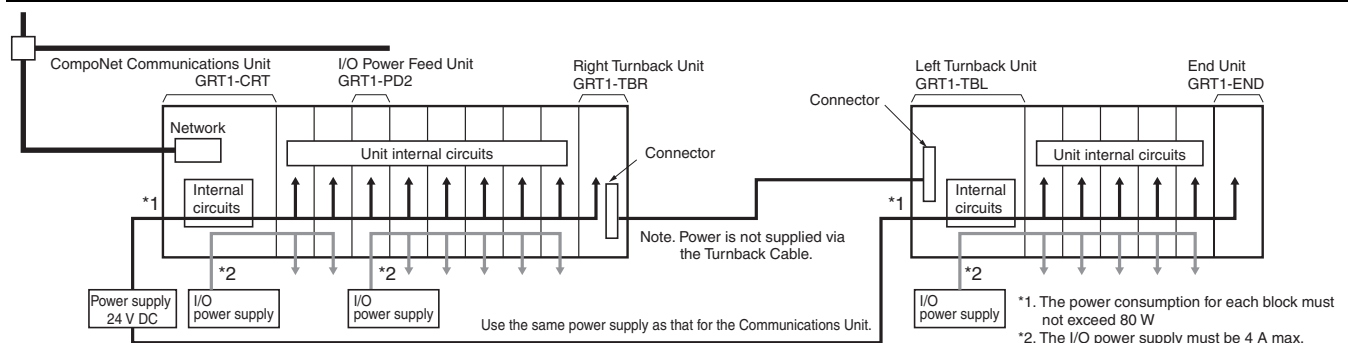 CompoNet Communications Unit
GRT1-CRT
I/O Power Feed Unit
GRT1-PD2
Right Turnback Unit
GRT1-TBR
Left Turnback Unit
GRT1-TBL
End Unit
GRT1-END
Connector
Network
Unit internal circuits
Connector
Unit internal circuits
Internal
circuits
*1
Internal
circuits
*1
Note. Power is not supplied via
the Turnback Cable.
*2
*2
*2
Power supply
24 V DC
I/O
power supply
I/O
power supply
Use the same power supply as that for the Communications Unit.
I/O
power supply
*1. The power consumption for each block must
not exceed 80 W
*2. The I/O power supply must be 4 A max.